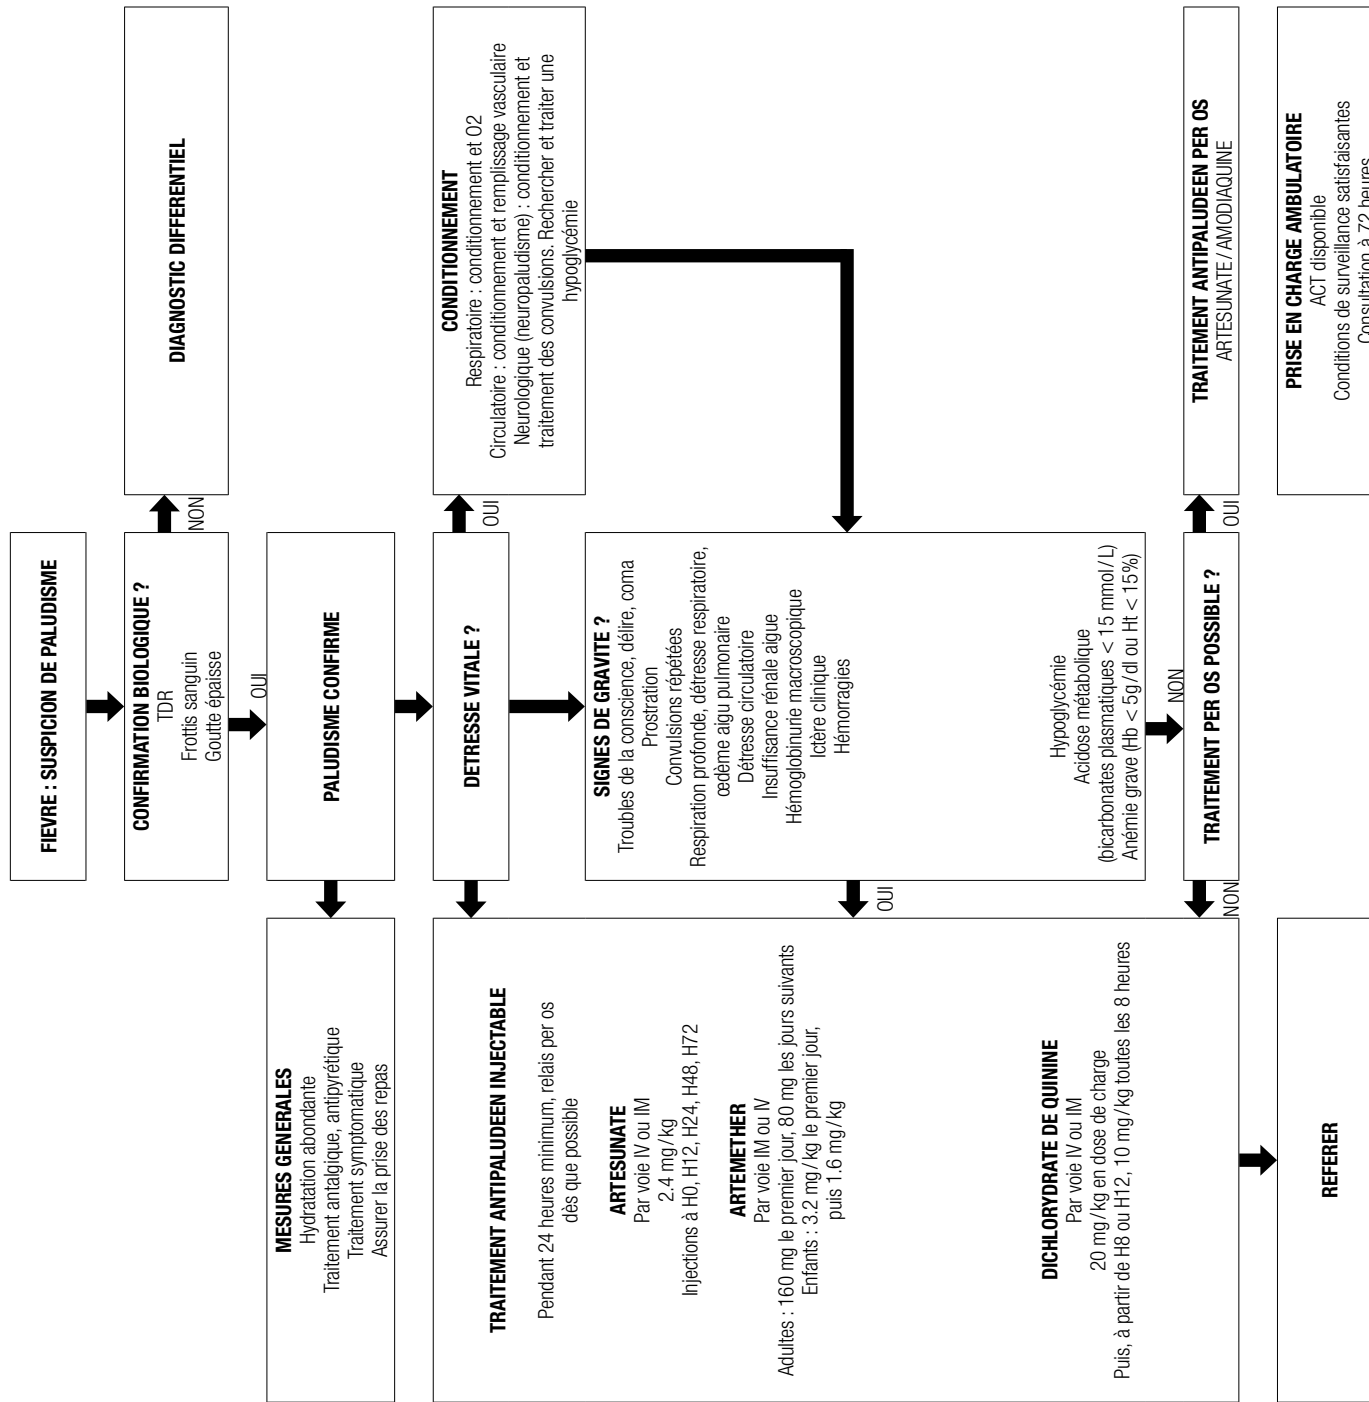 FIEVRE : SUSPICION DE PALUDISME
CONFIRMATION BIOLOGIQUE ?
TDR
Frottis sanguin
Goutte épaisse
NON
DIAGNOSTIC DIFFERENTIEL
OUI
PALUDISME CONFIRME
MESURES GENERALES
Hydratation abondante
Traitement antalgique, antipyrétique
Traitement symptomatique
Assurer la prise des repas
DETRESSE VITALE ?
OUI
CONDITIONNEMENT
Respiratoire : conditionnement et O2
Circulatoire : conditionnement et remplissage vasculaire
Neurologique (neuropaludisme) : conditionnement et
traitement des convulsions. Rechercher et traiter une
hypoglycémie
SIGNES DE GRAVITE ?
Troubles de la conscience, délire, coma
Prostration
Convulsions répétées
Respiration profonde, détresse respiratoire,
œdème aigu pulmonaire
Détresse circulatoire
Insuffisance rénale aigue
Hémoglobinurie macroscopique
Ictère clinique
Hémorragies
Hypoglycémie
Acidose métabolique
(bicarbonates plasmatiques < 15 mmol/L)
Anémie grave (Hb < 5g/dl ou Ht < 15%)
OUI
NON
TRAITEMENT ANTIPALUDEEN INJECTABLE
Pendant 24 heures minimum, relais per os
dès que possible
ARTESUNATE
Par voie IV ou IM
2.4 mg/kg
Injections à H0, H12, H24, H48, H72
ARTEMETHER
Par voie IM ou IV
Adultes : 160 mg le premier jour, 80 mg les jours suivants
Enfants : 3.2 mg/kg le premier jour,
puis 1.6 mg/kg
DICHLORYDRATE DE QUININE
Par voie IV ou IM
20 mg/kg en dose de charge
Puis, à partir de H8 ou H12, 10 mg/kg toutes les 8 heures
TRAITEMENT PER OS POSSIBLE ?
NON
OUI
TRAITEMENT ANTIPALUDEEN PER OS
ARTESUNATE / AMODIAQUINE
REFERER
PRISE EN CHARGE AMBULATOIRE
ACT disponible
Conditions de surveillance satisfaisantes
Consultation à 72 heures